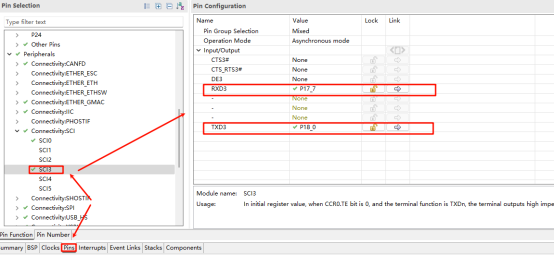 Pin Selection
Type filter text
P24
Other Pins
Peripherals
Connectivity:CANFD
Connectivity:ETHER_ESC
Connectivity:ETHER_ETH
Connectivity:ETHER_ETHSW
Connectivity:ETHER_GMAC
Connectivity:IIC
Connectivity:PHOSTIF
Connectivity:SCI
SCI0
SCI1
SCI2
SCI3
SCI4
SCI5
Connectivity:SHOSTIF
Connectivity:SPI
Connectivity:USB_HS
Pin Function Pin Number
ummary BSP Clocks Pins Interrupts Event Links Stacks Components
Pin Configuration
Name Value Lock Link
Pin Group Selection Mixed
Operation Mode Asynchronous mode
Input/Output
CTS3# None
CTS_RTS3# None
DE3 None
RXD3 P17_7
- None
- None
- None
TXD3 P18_0
Module name: SCI3
Usage: In initial register value, when CCR0.TE bit is 0, and the terminal function is TXDn, the terminal outputs high impe